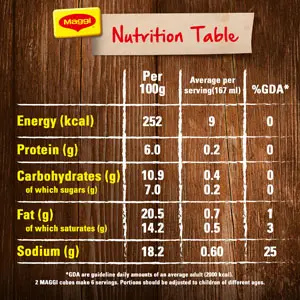 MAGGI
Nutrition Table
Per 100g Average per serving(167 ml) %GDA*
Energy (kcal) 252 9 0
Protein (g) 6.0 0.2 0
Carbohydrates (g) 10.9 0.4 0
of which sugars (g) 7.0 0.2 0
Fat (g) 20.5 0.7 1
of which saturates (g) 14.2 0.5 3
Sodium (g) 18.2 0.60 25
*GDA are guideline daily amounts of an average adult (2000 kcal).
2 MAGGI cubes make 6 servings. Portions should be adjusted to children of different ages.